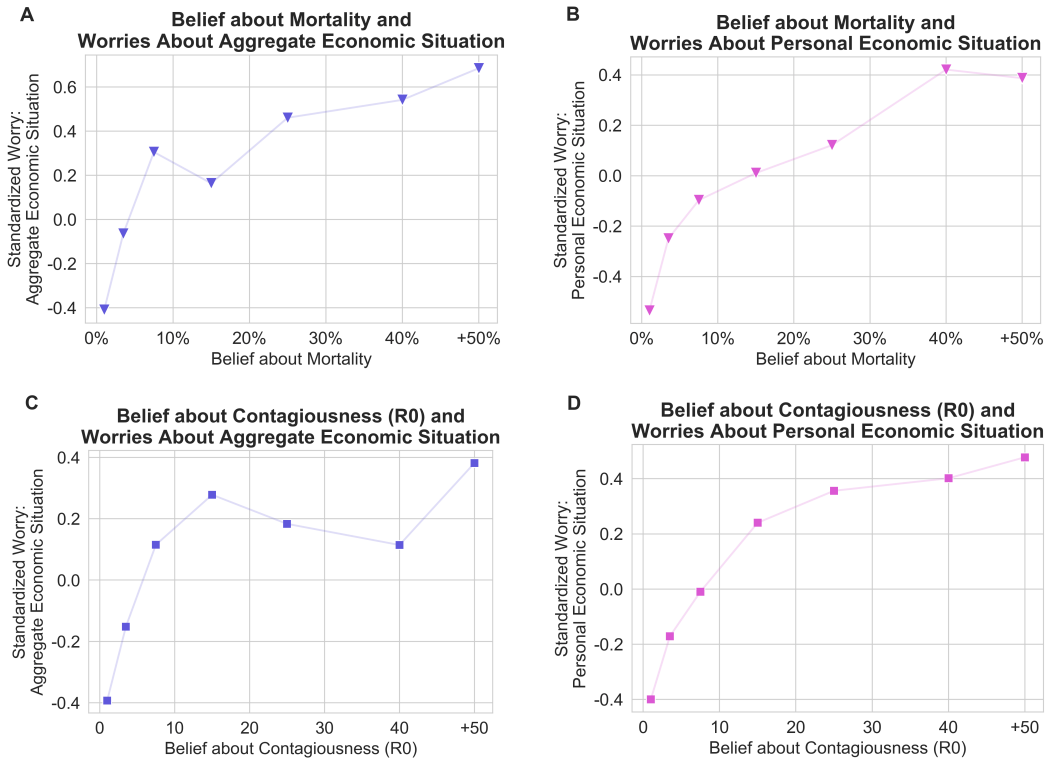 A
Belief about Mortality and
Worries About Aggregate Economic Situation
Standardized Worry:
Aggregate Economic Situation
0.6
0.4
0.2
0.0
-0.2
-0.4
0%
10%
20%
30%
40%
+50%
Belief about Mortality
B
Belief about Mortality and
Worries About Personal Economic Situation
Standardized Worry:
Personal Economic Situation
0.4
0.2
0.0
-0.2
-0.4
0%
10%
20%
30%
40%
+50%
Belief about Mortality
C
Belief about Contagiousness (R0) and
Worries About Aggregate Economic Situation
Standardized Worry:
Aggregate Economic Situation
0.4
0.2
0.0
-0.2
-0.4
0
10
20
30
40
+50
Belief about Contagiousness (R0)
D
Belief about Contagiousness (R0) and
Worries About Personal Economic Situation
Standardized Worry:
Personal Economic Situation
0.4
0.2
0.0
-0.2
-0.4
0
10
20
30
40
+50
Belief about Contagiousness (R0)